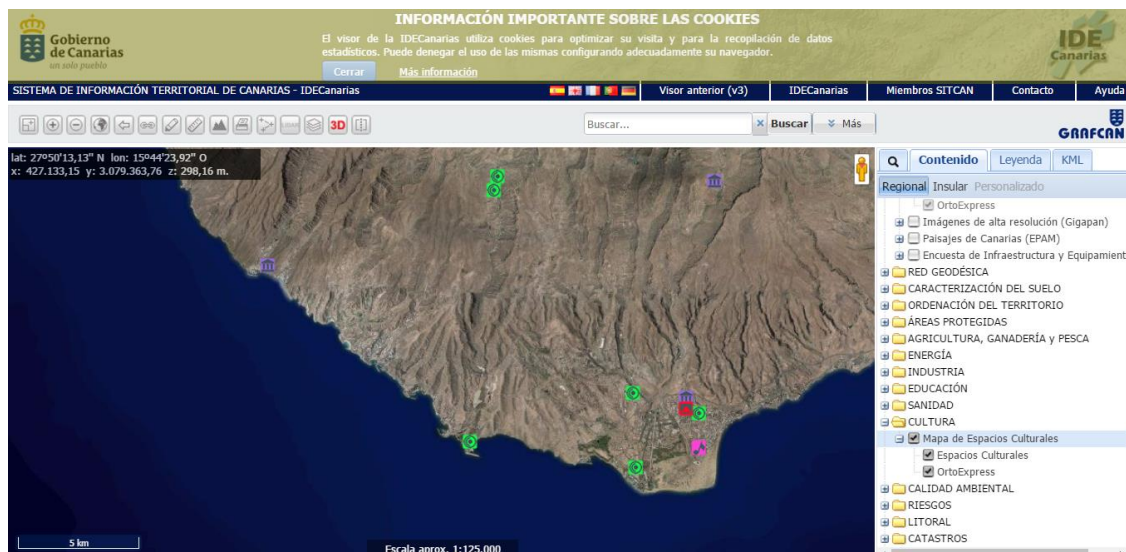 Gobierno
de Canarias
un solo pueblo
INFORMACIÓN IMPORTANTE SOBRE LAS COOKIES
El visor de la IDECanarias utiliza cookies para optimizar su visita y para la recopilación de datos
estadísticos. Puede denegar el uso de las mismas configurando adecuadamente su navegador.
Cerrar Más información
IDE
Canarias
SISTEMA DE INFORMACIÓN TERRITORIAL DE CANARIAS - IDECanarias Visor anterior (v3) IDECanarias Miembros SITCAN Contacto Ayuda
3D Buscar... × Buscar Más
GRAFCAN
lat: 27º50'13,13" N lon: 15º44'23,92" O
x: 427.133,15 y: 3.079.363,76 z: 298,16 m.
5 km
Escala aprox. 1:125.000
Contenido Leyenda KML
Regional Insular Personalizado
OrtoExpress
Imágenes de alta resolución (Gigapan)
Paisajes de Canarias (EPAM)
Encuesta de Infraestructura y Equipamient
RED GEODÉSICA
CARACTERIZACIÓN DEL SUELO
ORDENACIÓN DEL TERRITORIO
ÁREAS PROTEGIDAS
AGRICULTURA, GANADERÍA y PESCA
ENERGÍA
INDUSTRIA
EDUCACIÓN
SANIDAD
CULTURA
Mapa de Espacios Culturales
Espacios Culturales
OrtoExpress
CALIDAD AMBIENTAL
RIESGOS
LITORAL
CATASTROS